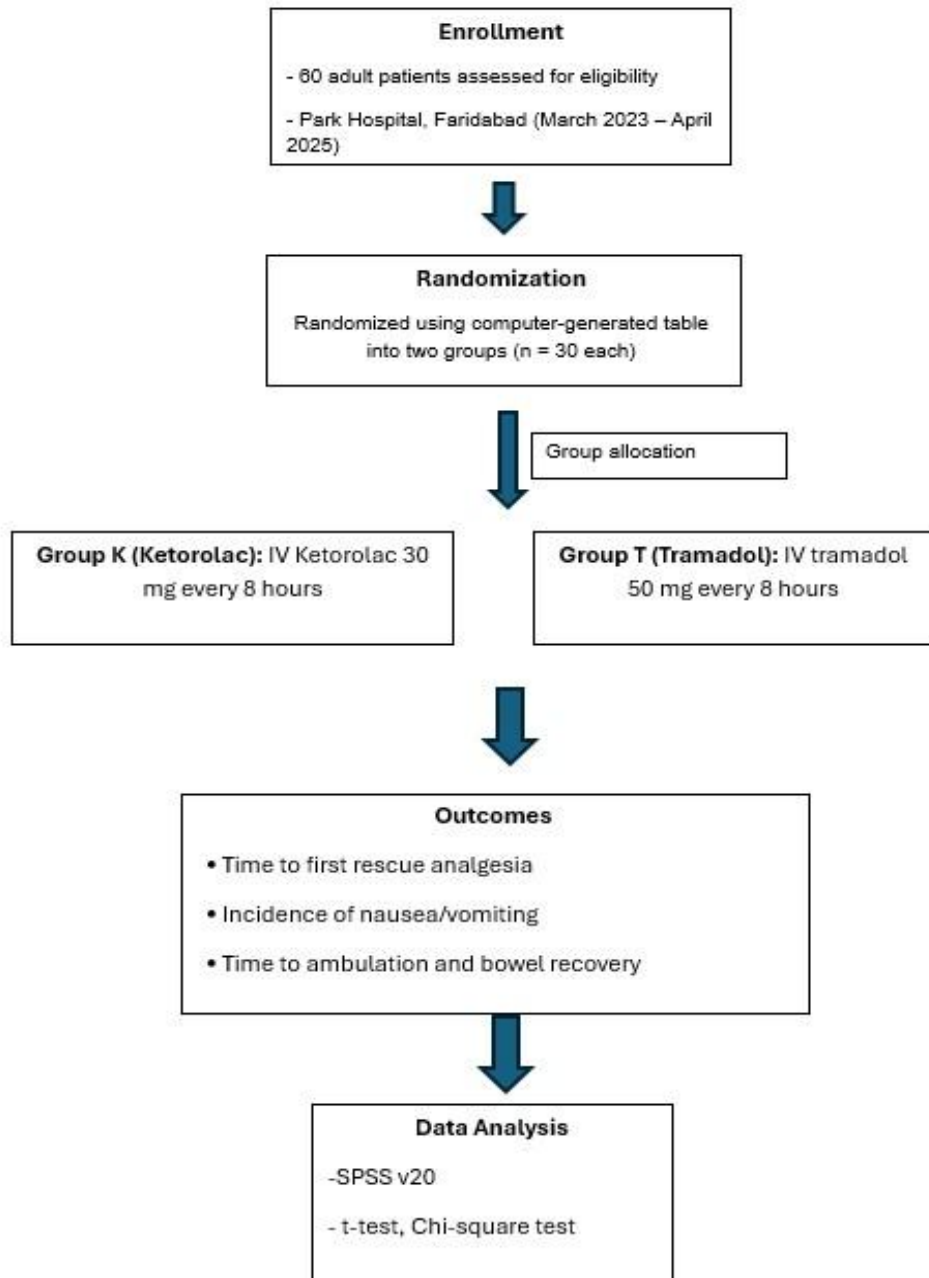 Enrollment
- 60 adult patients assessed for eligibility
- Park Hospital, Faridabad (March 2023 – April
2025)
Randomization
Randomized using computer-generated table
into two groups (n = 30 each)
Group allocation
Group K (Ketorolac): IV Ketorolac 30
mg every 8 hours
Group T (Tramadol): IV tramadol
50 mg every 8 hours
Outcomes
• Time to first rescue analgesia
• Incidence of nausea/vomiting
• Time to ambulation and bowel recovery
Data Analysis
-SPSS v20
- t-test, Chi-square test